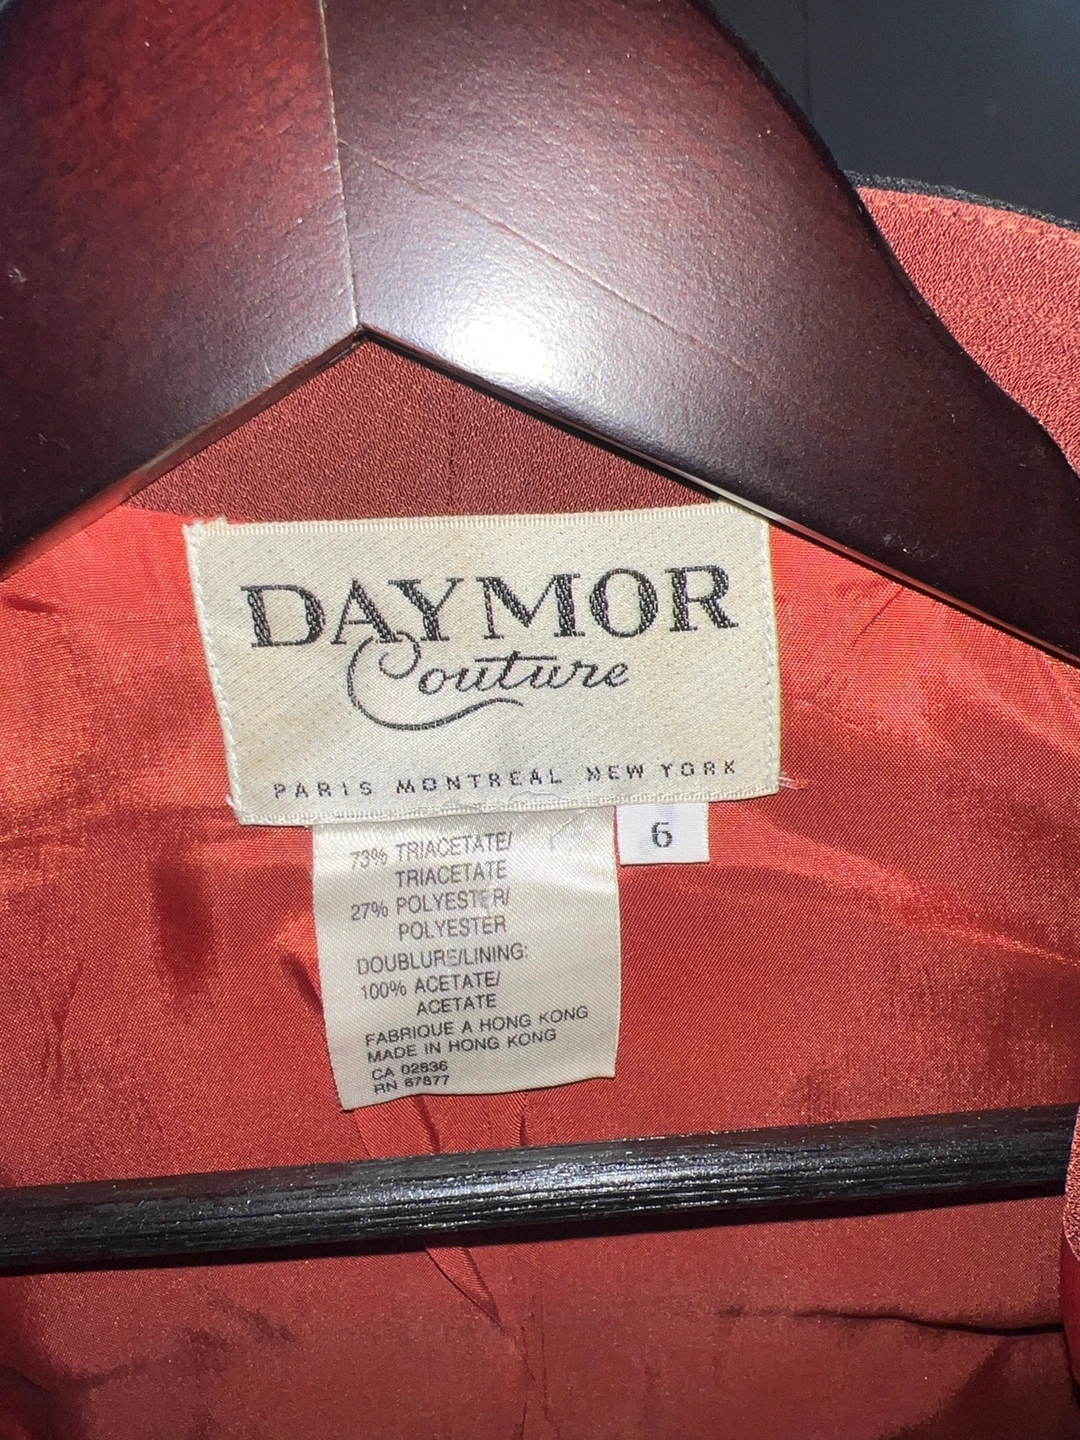 DAYMOR
Couture
PARIS MONTREAL NEW YORK
6
73% TRIACETATE/
TRIACETATE
27% POLYESTER/
POLYESTER
DOUBLURE/LINING:
100% ACETATE/
ACETATE
FABRIQUE A HONG KONG
MADE IN HONG KONG
CA 02836
RN 67877